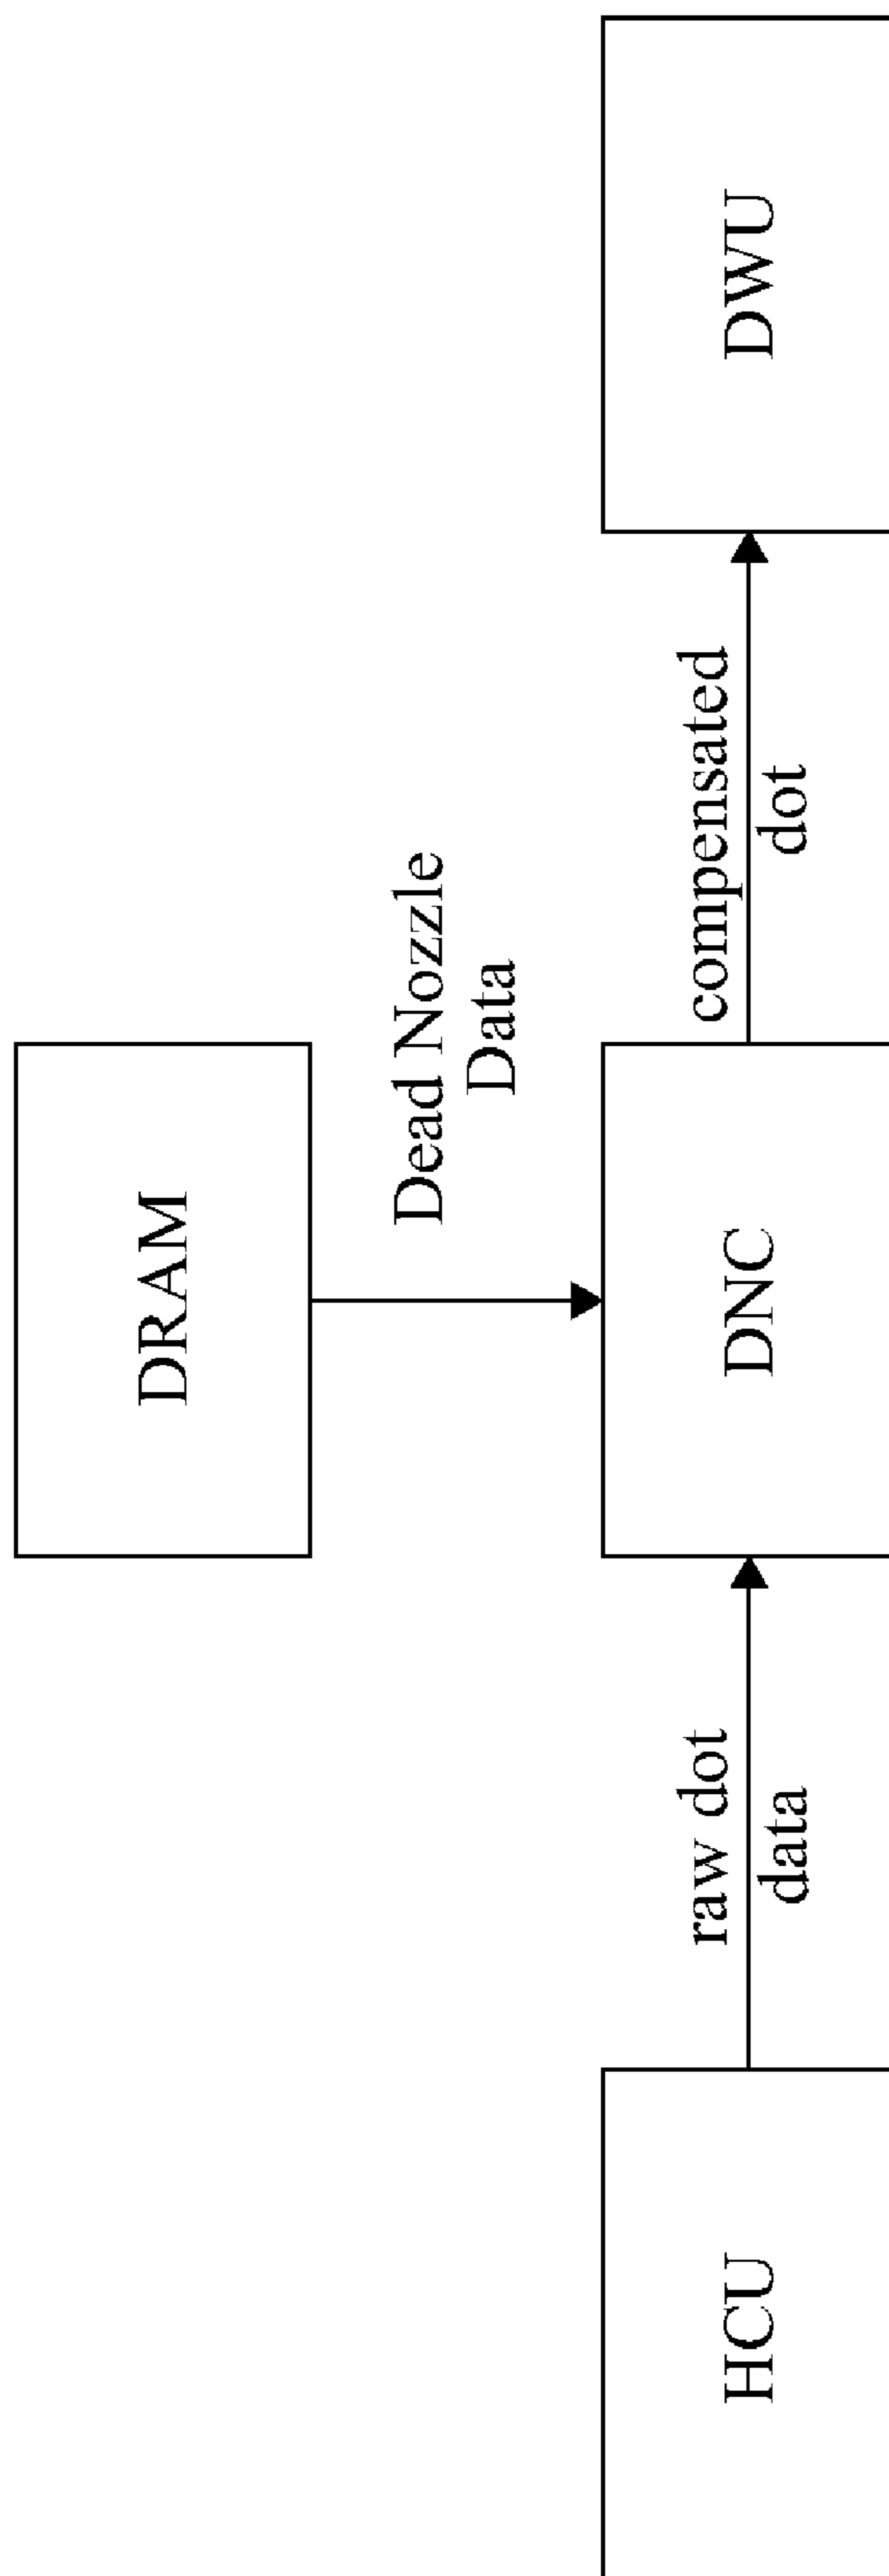 DRAM
Dead Nozzle
Data
HCU
raw dot
data
DNC
compensated
dot
DWU